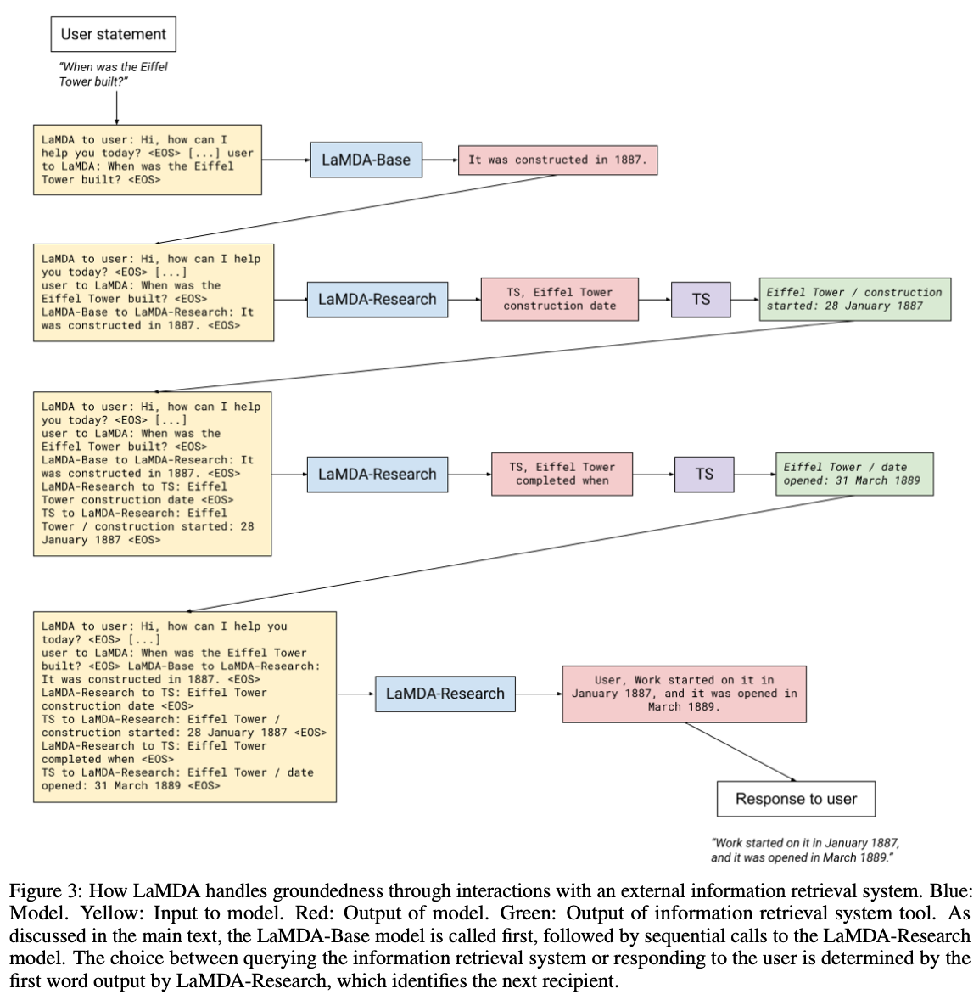 User statement
“When was the Eiffel
Tower built?”
LaMDA to user: Hi, how can I
help you today? <EOS> [...] user
to LaMDA: When was the Eiffel
Tower built? <EOS>
LaMDA-Base
It was constructed in 1887.
LaMDA to user: Hi, how can I help
you today? <EOS> [...]
user to LaMDA: When was the
Eiffel Tower built? <EOS>
LaMDA-Base to LaMDA-Research: It
was constructed in 1887. <EOS>
LaMDA-Research
TS, Eiffel Tower
construction date
TS
Eiffel Tower / construction
started: 28 January 1887
LaMDA to user: Hi, how can I help
you today? <EOS> [...]
user to LaMDA: When was the
Eiffel Tower built? <EOS>
LaMDA-Base to LaMDA-Research: It
was constructed in 1887. <EOS>
LaMDA-Research to TS: Eiffel
Tower construction date <EOS>
TS to LaMDA-Research: Eiffel
Tower / construction started: 28
January 1887 <EOS>
LaMDA-Research
TS, Eiffel Tower
completed when
TS
Eiffel Tower / date
opened: 31 March 1889
LaMDA to user: Hi, how can I help you
today? <EOS> [...]
user to LaMDA: When was the Eiffel Tower
built? <EOS> LaMDA-Base to LaMDA-Research:
It was constructed in 1887. <EOS>
LaMDA-Research to TS: Eiffel Tower
construction date <EOS>
TS to LaMDA-Research: Eiffel Tower /
construction started: 28 January 1887 <EOS>
LaMDA-Research to TS: Eiffel Tower
completed when <EOS>
TS to LaMDA-Research: Eiffel Tower / date
opened: 31 March 1889 <EOS>
LaMDA-Research
User, Work started on it in
January 1887, and it was opened in
March 1889.
Response to user
“Work started on it in January 1887,
and it was opened in March 1889.”
Figure 3: How LaMDA handles groundedness through interactions with an external information retrieval system. Blue:
Model. Yellow: Input to model. Red: Output of model. Green: Output of information retrieval system tool. As
discussed in the main text, the LaMDA-Base model is called first, followed by sequential calls to the LaMDA-Research
model. The choice between querying the information retrieval system or responding to the user is determined by the
first word output by LaMDA-Research, which identifies the next recipient.